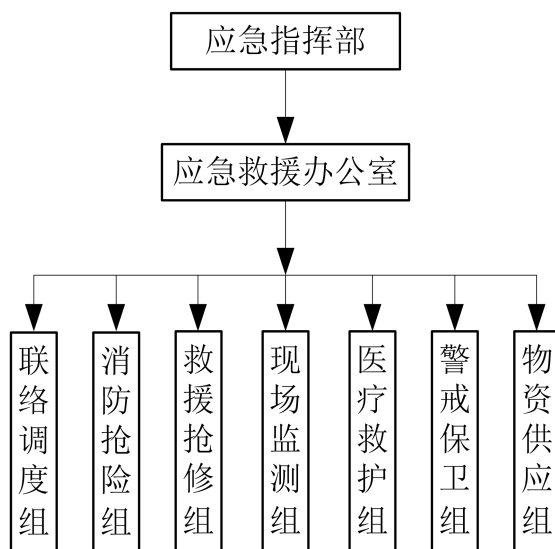 应急指挥部
应急救援办公室
联络调度组
消防抢险组
救援抢修组
现场监测组
医疗救护组
警戒保卫组
物资供应组